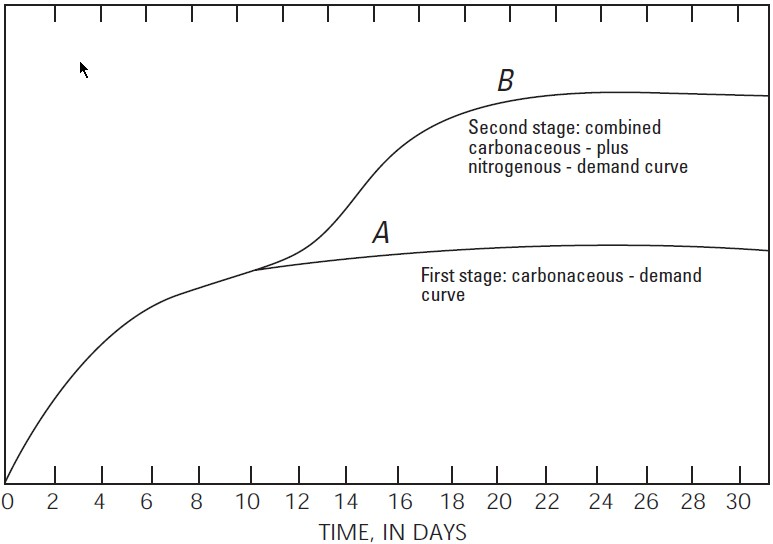 B
Second stage: combined
carbonaceous - plus
nitrogenous - demand curve
A
First stage: carbonaceous - demand
curve
0 2 4 6 8 10 12 14 16 18 20 22 24 26 28 30
TIME, IN DAYS